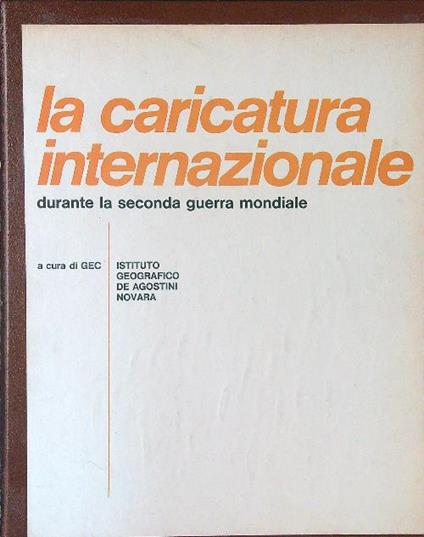 la caricatura
internazionale
durante la seconda guerra mondiale
a cura di GEC
ISTITUTO
GEOGRAFICO
DE AGOSTINI
NOVARA